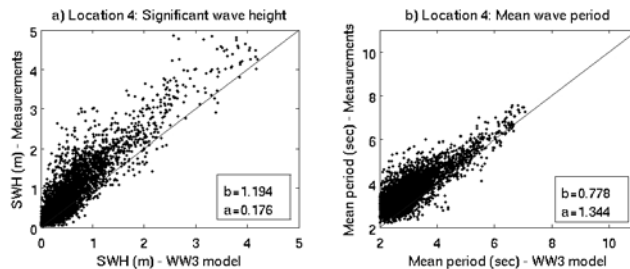 a) Location 4: Significant wave height
5
4
3
2
1
0
0 1 2 3 4 5
SWH (m) - Measurements
SWH (m) - WW3 model
b=1.194
a=0.176
b) Location 4: Mean wave period
10
8
6
4
2
2 4 6 8 10
Mean period (sec) - Measurements
Mean period (sec) - WW3 model
b=0.778
a=1.344